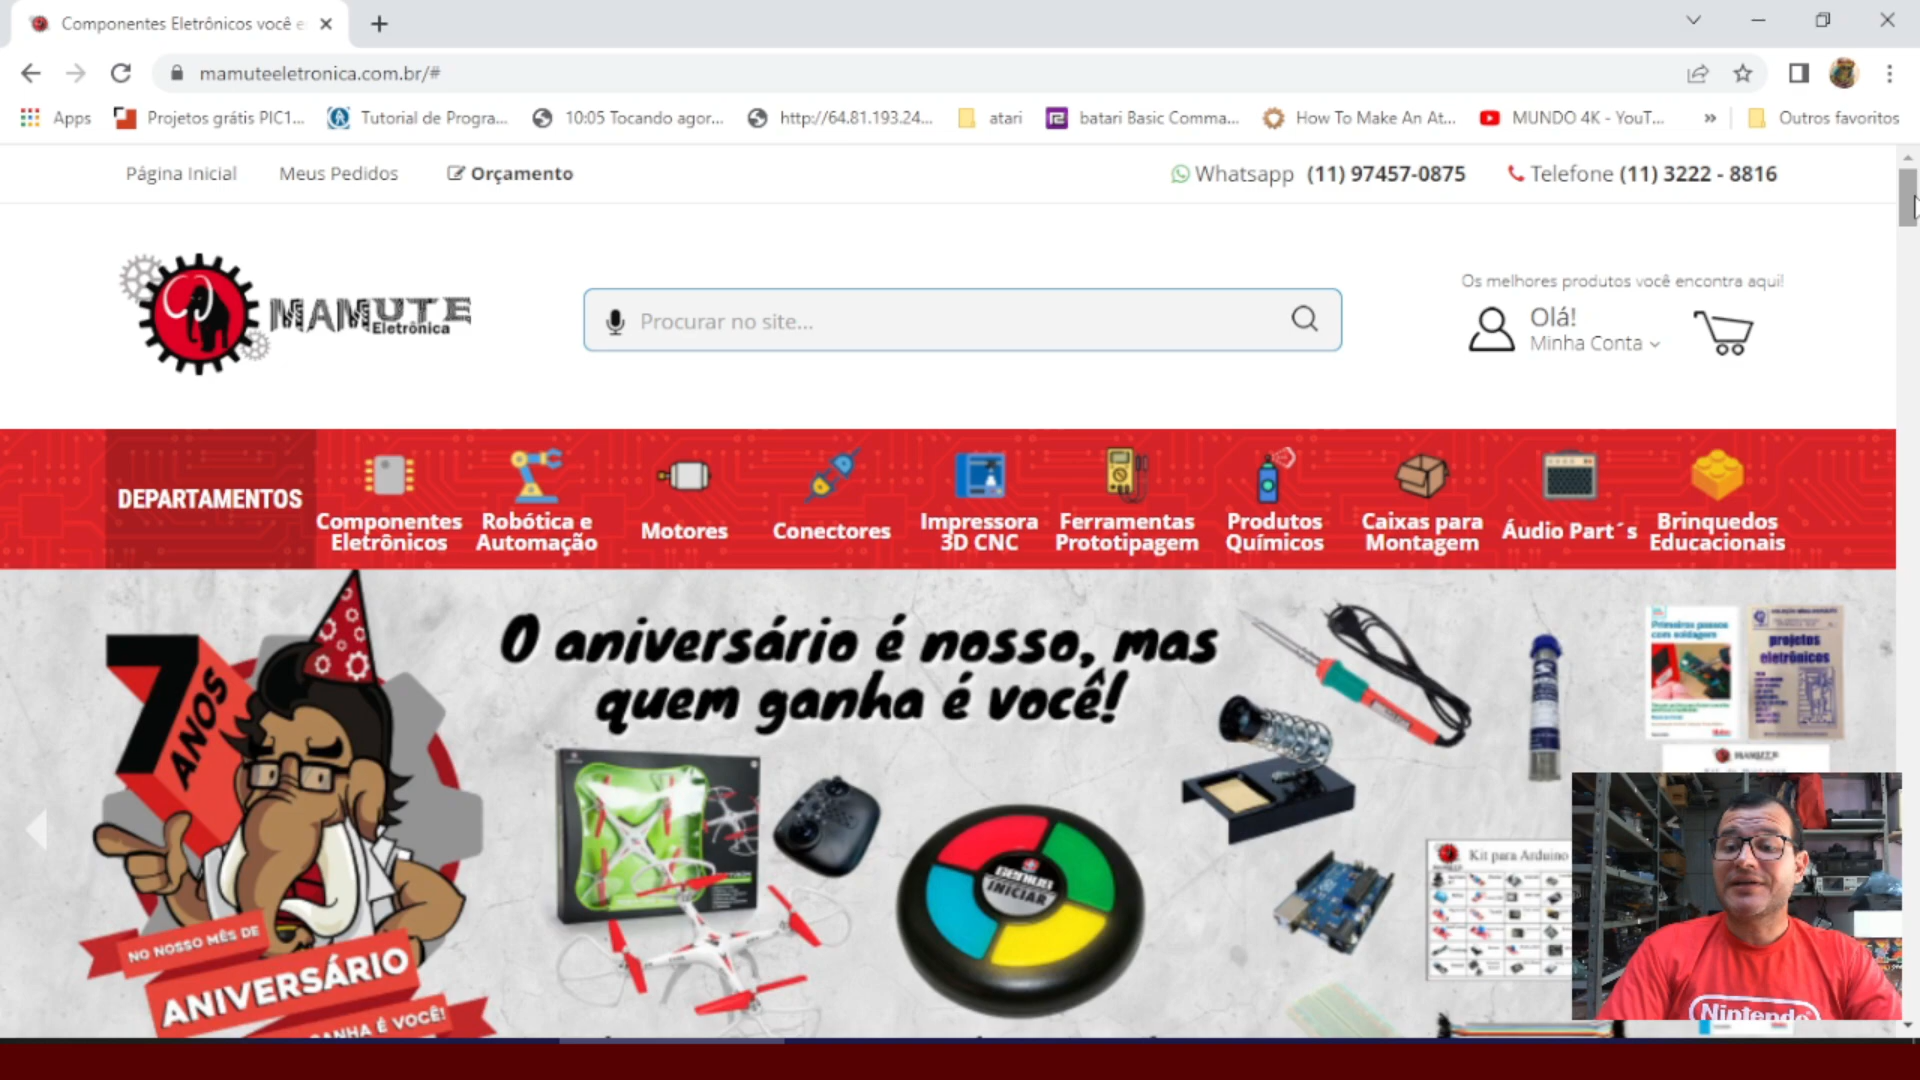 Componentes Eletrônicos você e
mamuteeletronica.com.br/#
Apps
Projetos grátis PIC1...
Tutorial de Progra...
10:05 Tocando agor...
http://64.81.193.24...
atari
batari Basic Comma...
How To Make An At...
MUNDO 4K - YouT...
»
Outros favoritos
Página Inicial
Meus Pedidos
Orçamento
Whatsapp (11) 97457-0875
Telefone (11) 3222 - 8816
MAMUTE
Eletrônica
Procurar no site...
Os melhores produtos você encontra aqui!
Olá!
Minha Conta
DEPARTAMENTOS
Componentes
Eletrônicos
Robótica e
Automação
Motores
Conectores
Impressora
3D CNC
Ferramentas
Prototipagem
Produtos
Químicos
Caixas para
Montagem
Áudio Part´s
Brinquedos
Educacionais
7 ANOS
O aniversário é nosso, mas
quem ganha é você!
NO NOSSO MÊS DE
ANIVERSÁRIO
GANHA É VOCÊ!
Genius
INICIAR
Primeiros passos
com soldagem
projetos
eletrônicos
MAMUTE
Kit para Arduino
Nintendo